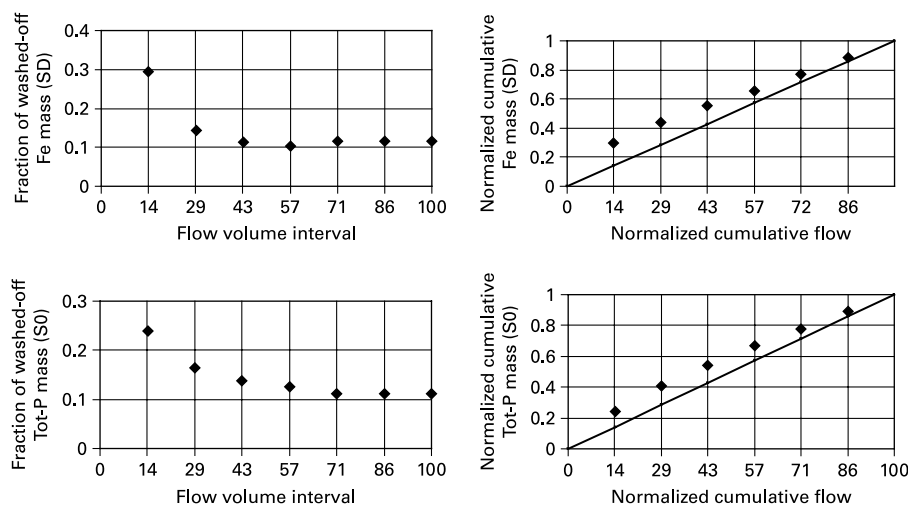 Fraction of washed-off
Fe mass (SD)
0.4
0.3
0.2
0.1
0
0 14 29 43 57 71 86 100
Flow volume interval
Normalized cumulative
Fe mass (SD)
1
0.8
0.6
0.4
0.2
0
0 14 29 43 57 72 86
Normalized cumulative flow
Fraction of washed-off
Tot-P mass (S0)
0.3
0.2
0.1
0
0 14 29 43 57 71 86 100
Flow volume interval
Normalized cumulative
Tot-P mass (S0)
1
0.8
0.6
0.4
0.2
0
0 14 29 43 57 71 86 100
Normalized cumulative flow